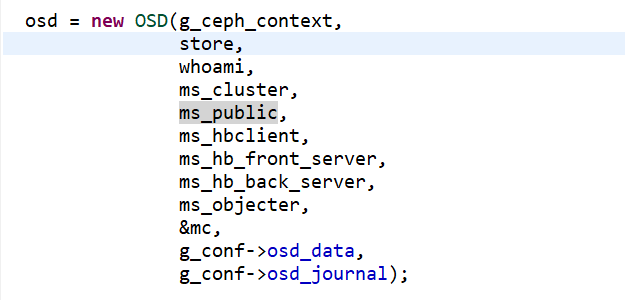 osd = new OSD(g_ceph_context,
store,
whoami,
ms_cluster,
ms_public,
ms_hbclient,
ms_hb_front_server,
ms_hb_back_server,
ms_objecter,
&mc,
g_conf->osd_data,
g_conf->osd_journal);